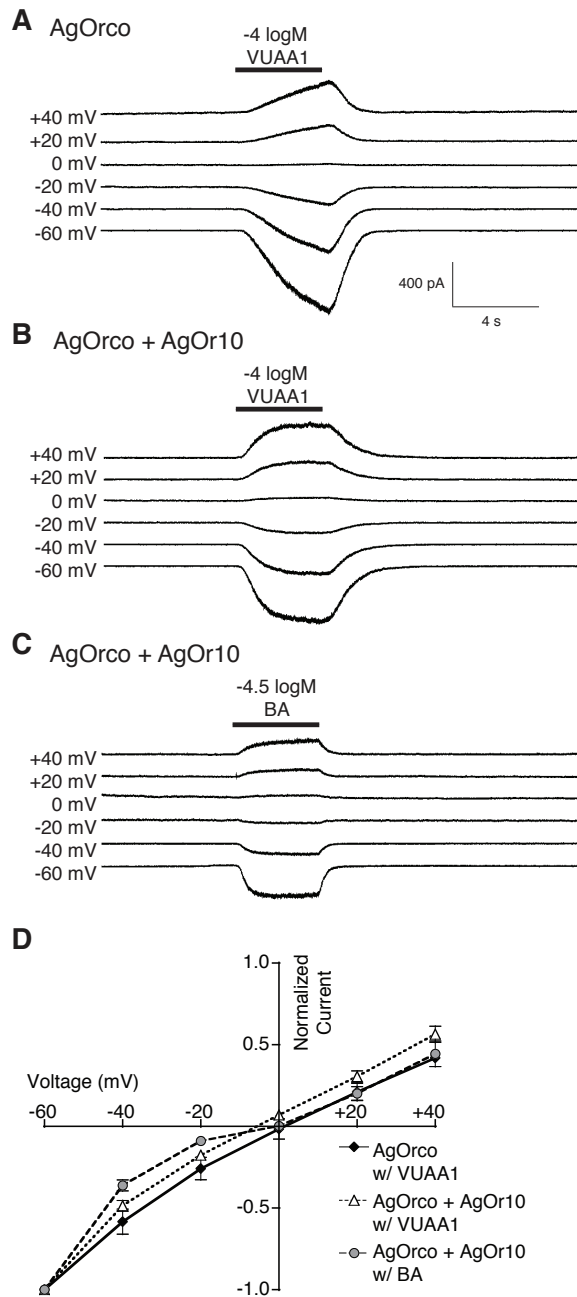 A AgOrco
-4 logM
VUAA1
+40 mV
+20 mV
0 mV
-20 mV
-40 mV
-60 mV
400 pA
4 s
B AgOrco + AgOr10
-4 logM
VUAA1
+40 mV
+20 mV
0 mV
-20 mV
-40 mV
-60 mV
C AgOrco + AgOr10
-4.5 logM
BA
+40 mV
+20 mV
0 mV
-20 mV
-40 mV
-60 mV
D
1.0
Normalized
Current
0.5
Voltage (mV)
-60
-40
-20
0
+20
+40
-0.5
-1.0
AgOrco
w/ VUAA1
AgOrco + AgOr10
w/ VUAA1
AgOrco + AgOr10
w/ BA